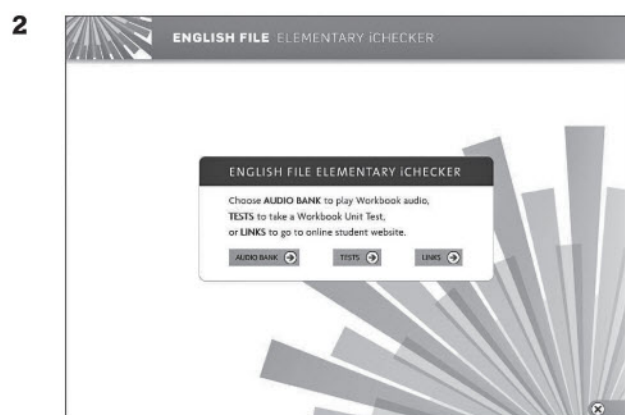 2
ENGLISH FILE ELEMENTARY iCHECKER
ENGLISH FILE ELEMENTARY iCHECKER
Choose AUDIO BANK to play Workbook audio,
TESTS to take a Workbook Unit Test,
or LINKS to go to online student website.
AUDIO BANK TESTS LINKS